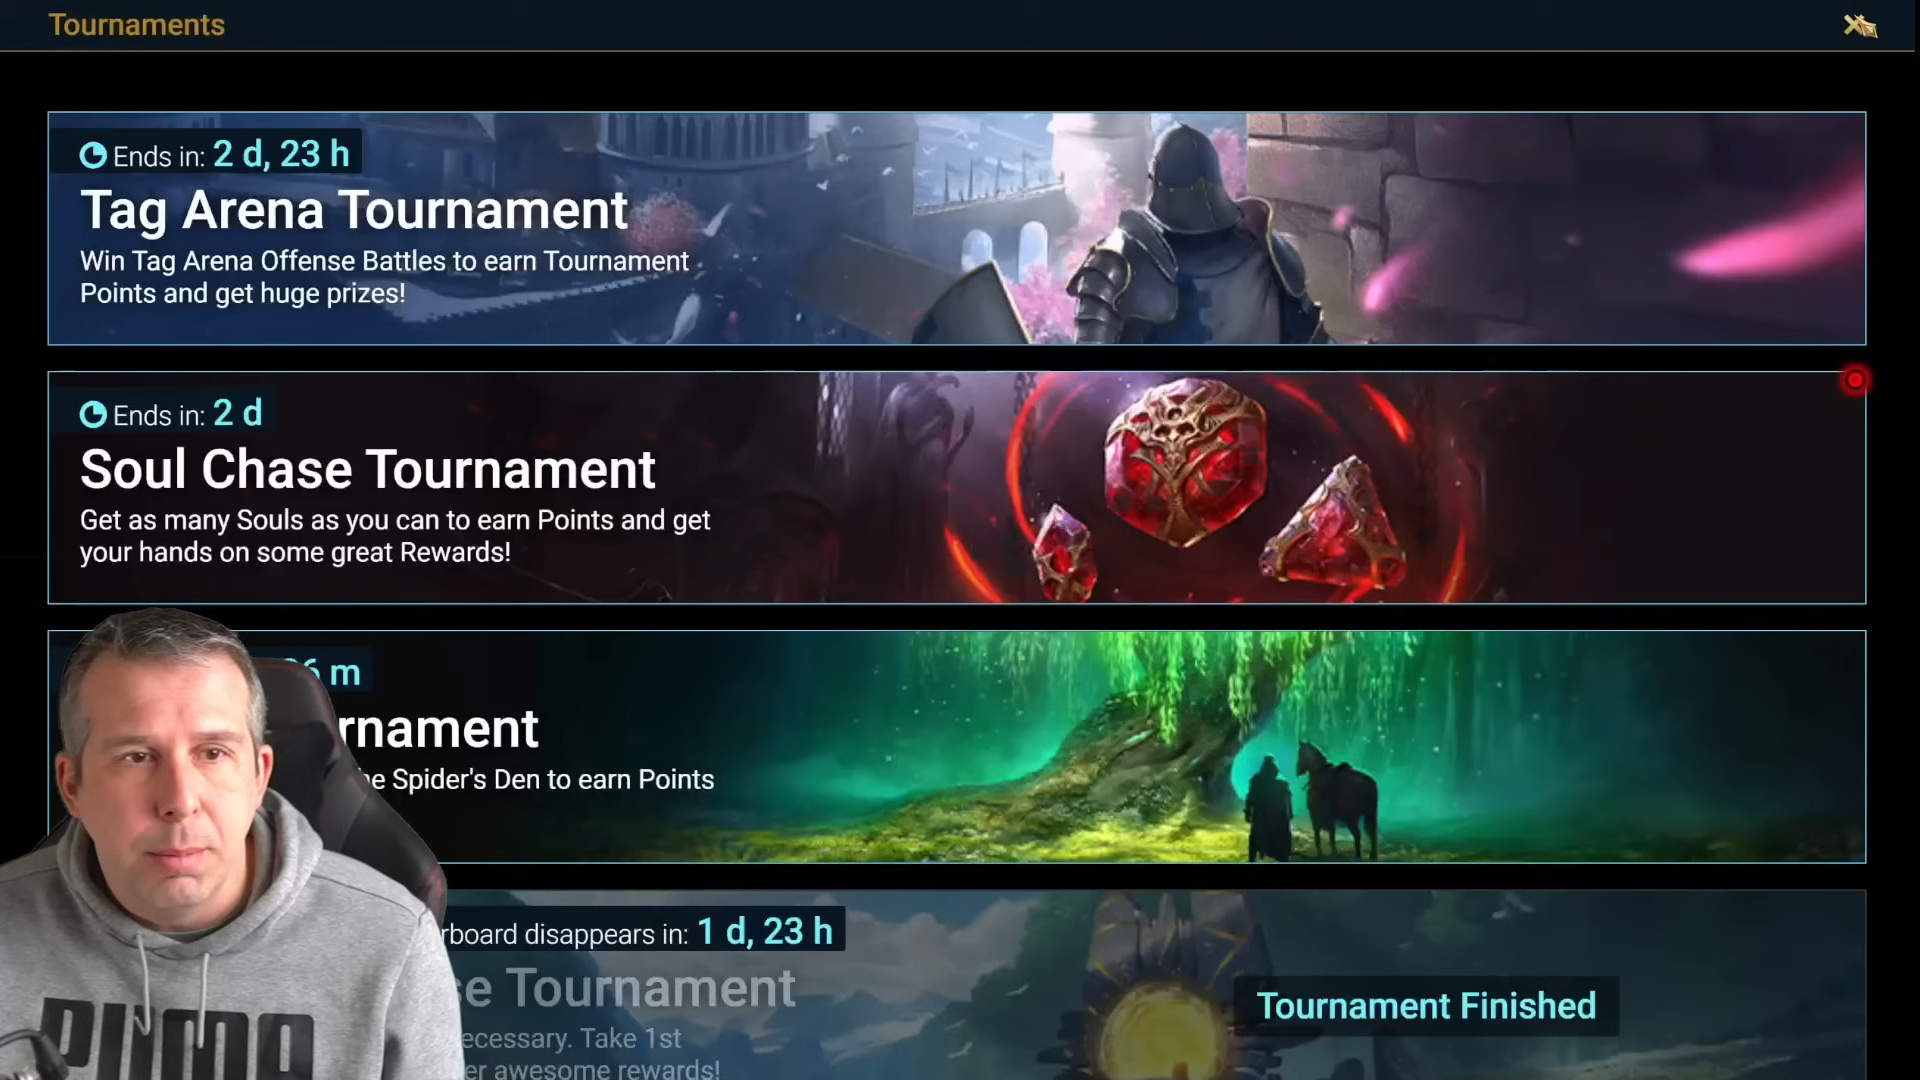 Tournaments
Ends in: 2 d, 23 h
Tag Arena Tournament
Win Tag Arena Offense Battles to earn Tournament
Points and get huge prizes!
Ends in: 2 d
Soul Chase Tournament
Get as many Souls as you can to earn Points and get
your hands on some great Rewards!
6 m
rnament
he Spider's Den to earn Points
rboard disappears in: 1 d, 23 h
se Tournament
Tournament Finished
ecessary. Take 1st
er awesome rewards!
PUMA